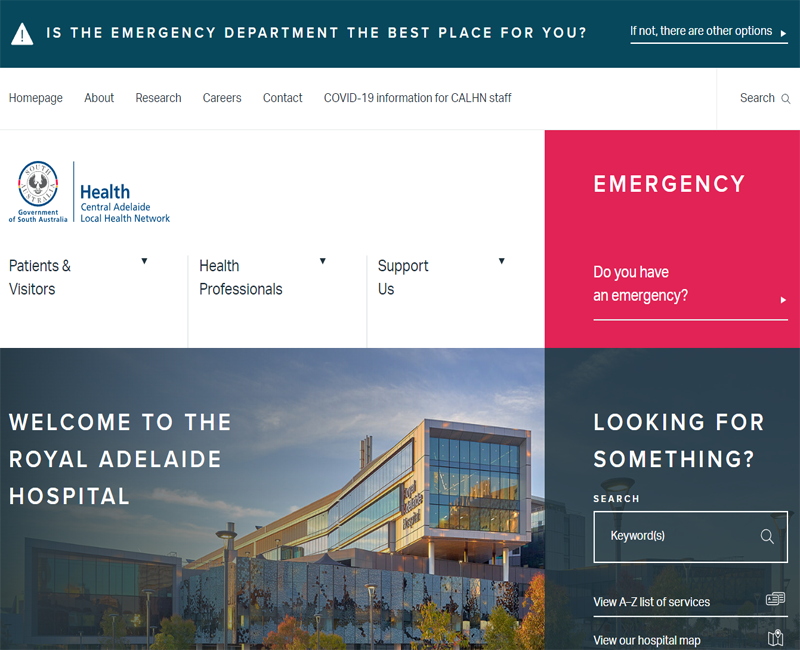 IS THE EMERGENCY DEPARTMENT THE BEST PLACE FOR YOU?
If not, there are other options
Homepage
About
Research
Careers
Contact
COVID-19 information for CALHN staff
Search
SOUTH AUSTRALIA
Government
of South Australia
Health
Central Adelaide
Local Health Network
EMERGENCY
Do you have
an emergency?
Patients &
Visitors
Health
Professionals
Support
Us
WELCOME TO THE
ROYAL ADELAIDE
HOSPITAL
Royal
Adelaide
Hospital
LOOKING FOR
SOMETHING?
SEARCH
Keyword(s)
View A–Z list of services
View our hospital map